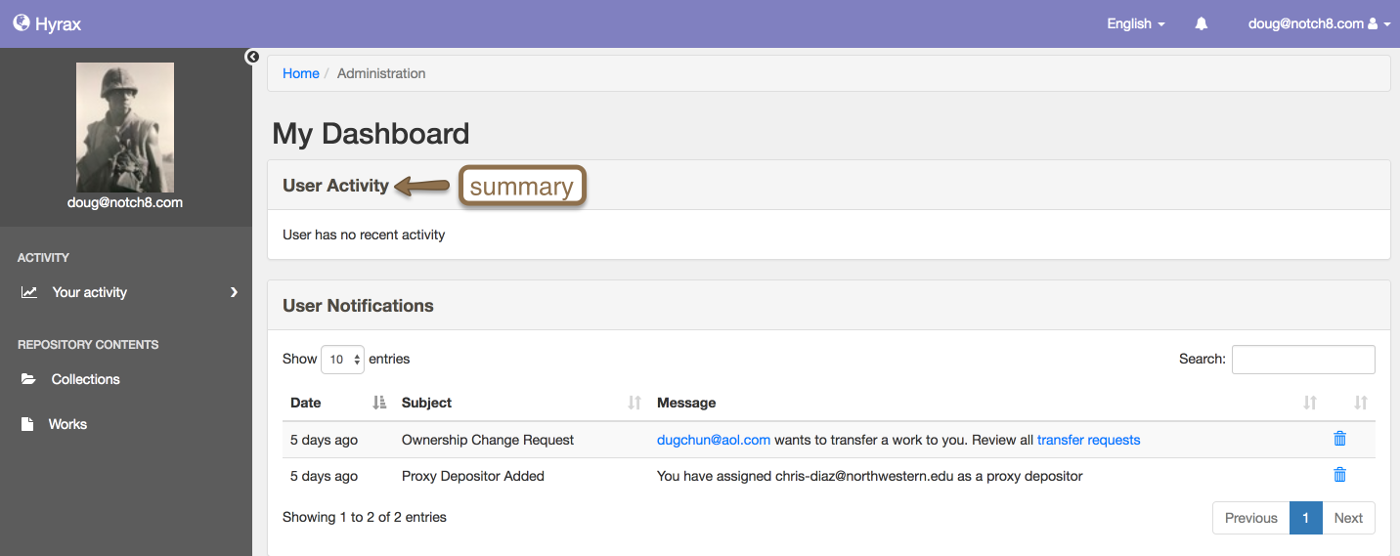 Hyrax
English
doug@notch8.com
doug@notch8.com
ACTIVITY
Your activity
REPOSITORY CONTENTS
Collections
Works
Home / Administration
My Dashboard
User Activity summary
User has no recent activity
User Notifications
Show 10 entries Search:
Date Subject Message
5 days ago Ownership Change Request dugchun@aol.com wants to transfer a work to you. Review all transfer requests
5 days ago Proxy Depositor Added You have assigned chris-diaz@northwestern.edu as a proxy depositor
Showing 1 to 2 of 2 entries Previous 1 Next